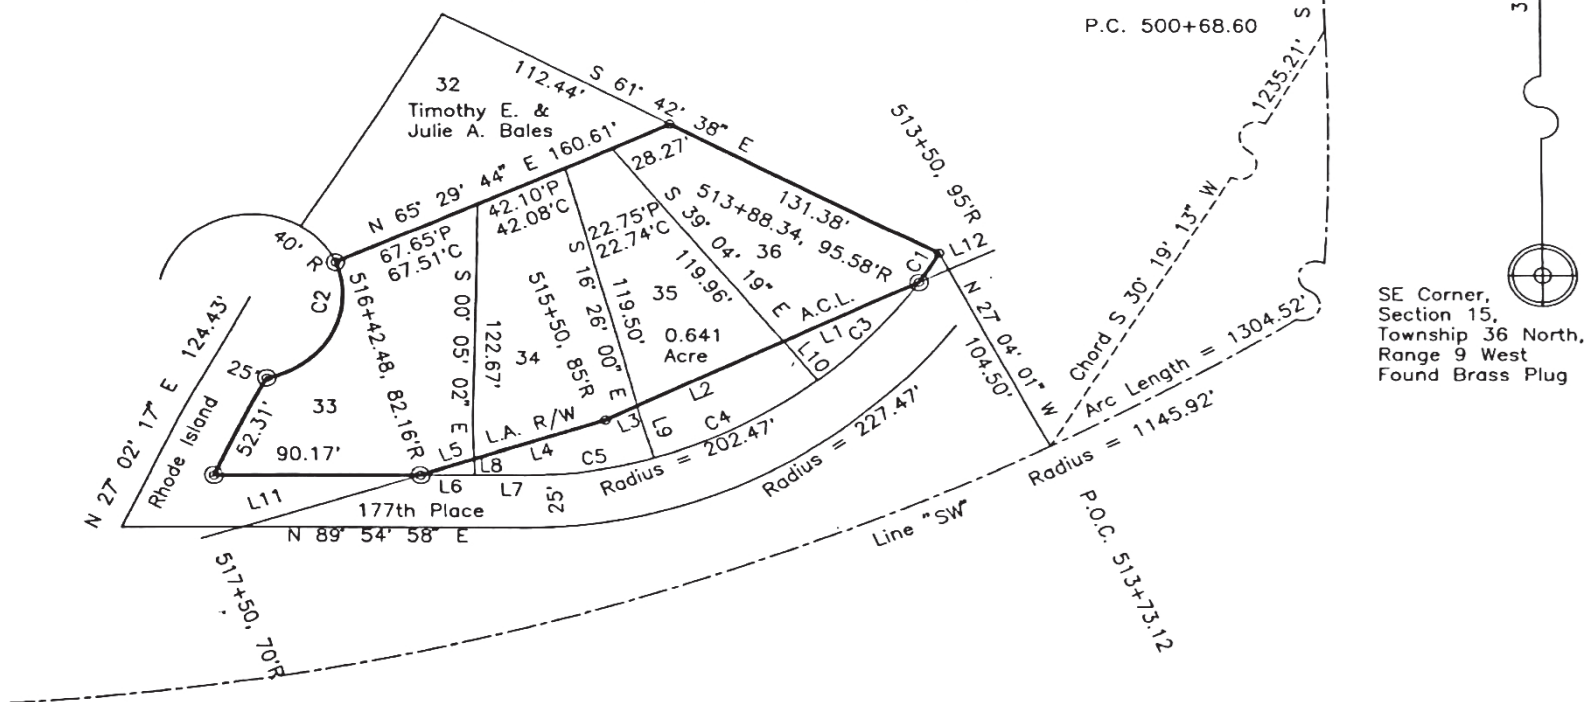 P.C. 500+68.60
S
3
1235.21'
32
Timothy E. &
Julie A. Bales
112.44'
S 61° 42' 38" E
513+50, 95'R
N 65° 29' 44" E 160.61'
28.27'
131.38'
42.10'P
42.08'C
67.65'P
67.51'C
22.75'P
22.74'C
S 39° 04' 19" E
119.96'
513+88.34, 95.58'R
36
C1
L12
40' R
C2
516+42.48, 82.16'R
S 00° 05' 02" E
122.67'
515+50, 85'R
S 16° 26' 00" E
119.50'
35
0.641
Acre
A.C.L.
L1
C3
L10
N 27° 04' 01" W
104.50'
Chord S 30° 19' 13" W
SE Corner,
Section 15,
Township 36 North,
Range 9 West
Found Brass Plug
Arc Length = 1304.52'
124.43'
25'
34
33
52.31'
90.17'
Rhode Island
N 27° 02' 17" E
L.A. R/W
L2
L3
L9
C4
L5
L4
L8
C5
L6
L7
25'
L11
177th Place
N 89° 54' 58" E
Radius = 202.47'
Radius = 227.47'
Radius = 1145.92'
Line "SW"
P.O.C. 513+73.12
517+50, 70'R